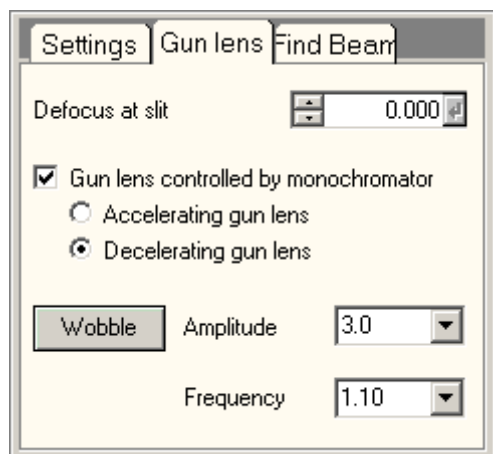 Settings Gun lens Find Beam
Defocus at slit 0.000
Gun lens controlled by monochromator
Accelerating gun lens
Decelerating gun lens
Wobble Amplitude 3.0
Frequency 1.10